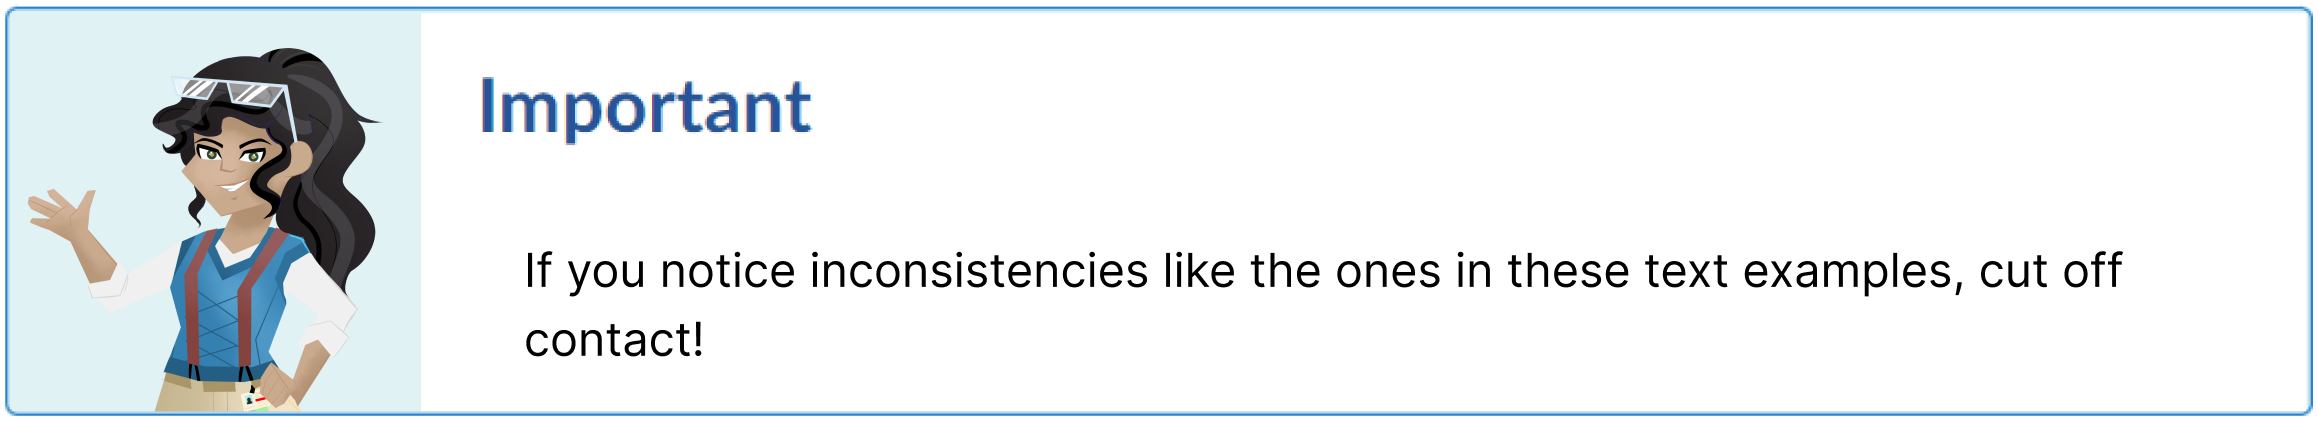 Important
If you notice inconsistencies like the ones in these text examples, cut off
contact!